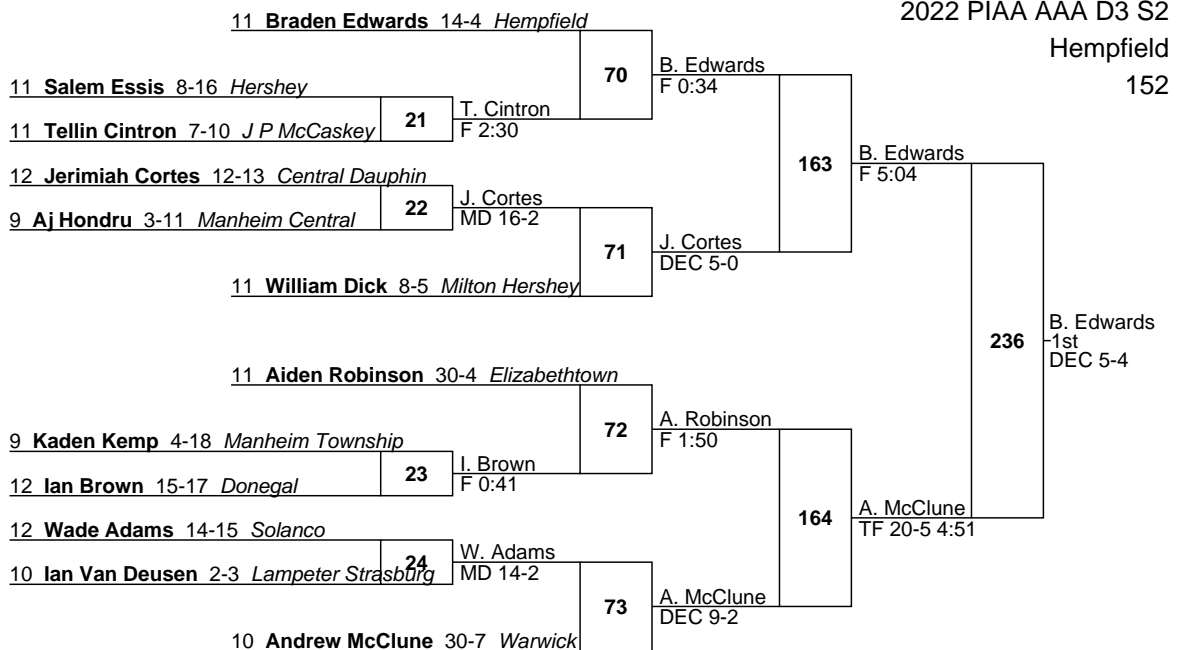 2022 PIAA AAA D3 S2
Hempfield
152
11 Braden Edwards 14-4 Hempfield
70
B. Edwards
F 0:34
11 Salem Essis 8-16 Hershey
21
T. Cintron
F 2:30
11 Tellin Cintron 7-10 J P McCaskey
163
B. Edwards
F 5:04
12 Jerimiah Cortes 12-13 Central Dauphin
22
J. Cortes
MD 16-2
9 Aj Hondru 3-11 Manheim Central
71
J. Cortes
DEC 5-0
11 William Dick 8-5 Milton Hershey
236
B. Edwards
1st
DEC 5-4
11 Aiden Robinson 30-4 Elizabethtown
72
A. Robinson
F 1:50
9 Kaden Kemp 4-18 Manheim Township
23
I. Brown
F 0:41
12 Ian Brown 15-17 Donegal
164
A. McClune
TF 20-5 4:51
12 Wade Adams 14-15 Solanco
24
W. Adams
MD 14-2
10 Ian Van Deusen 2-3 Lampeter Strasburg
73
A. McClune
DEC 9-2
10 Andrew McClune 30-7 Warwick